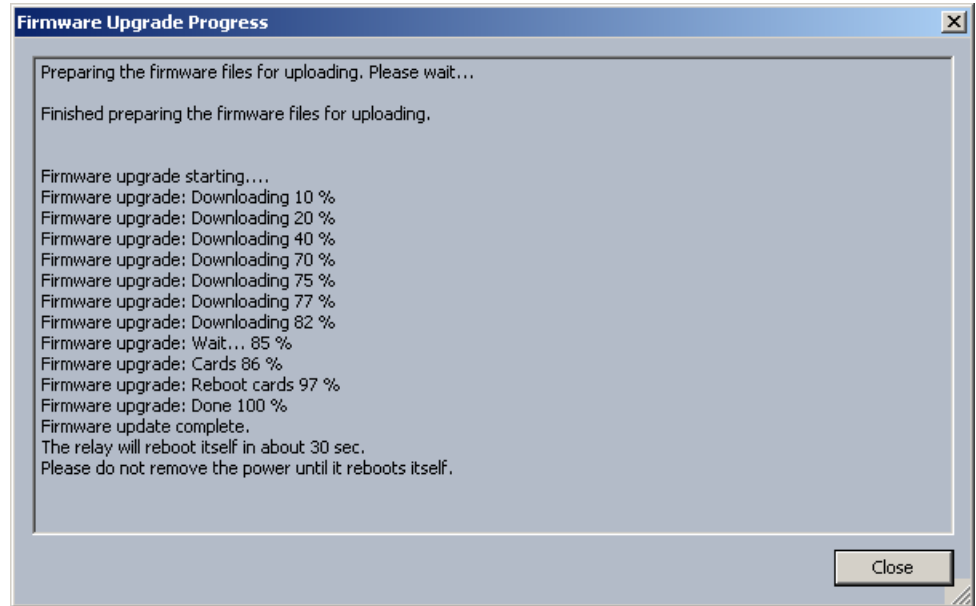 Firmware Upgrade Progress
Preparing the firmware files for uploading. Please wait...
Finished preparing the firmware files for uploading.
Firmware upgrade starting....
Firmware upgrade: Downloading 10 %
Firmware upgrade: Downloading 20 %
Firmware upgrade: Downloading 40 %
Firmware upgrade: Downloading 70 %
Firmware upgrade: Downloading 75 %
Firmware upgrade: Downloading 77 %
Firmware upgrade: Downloading 82 %
Firmware upgrade: Wait... 85 %
Firmware upgrade: Cards 86 %
Firmware upgrade: Reboot cards 97 %
Firmware upgrade: Done 100 %
Firmware update complete.
The relay will reboot itself in about 30 sec.
Please do not remove the power until it reboots itself.
Close